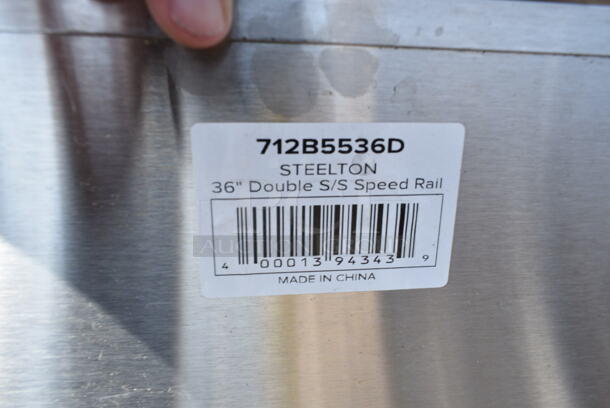 712B5536D
STEELTON
36" Double S/S Speed Rail
4 00013 94343 9
MADE IN CHINA